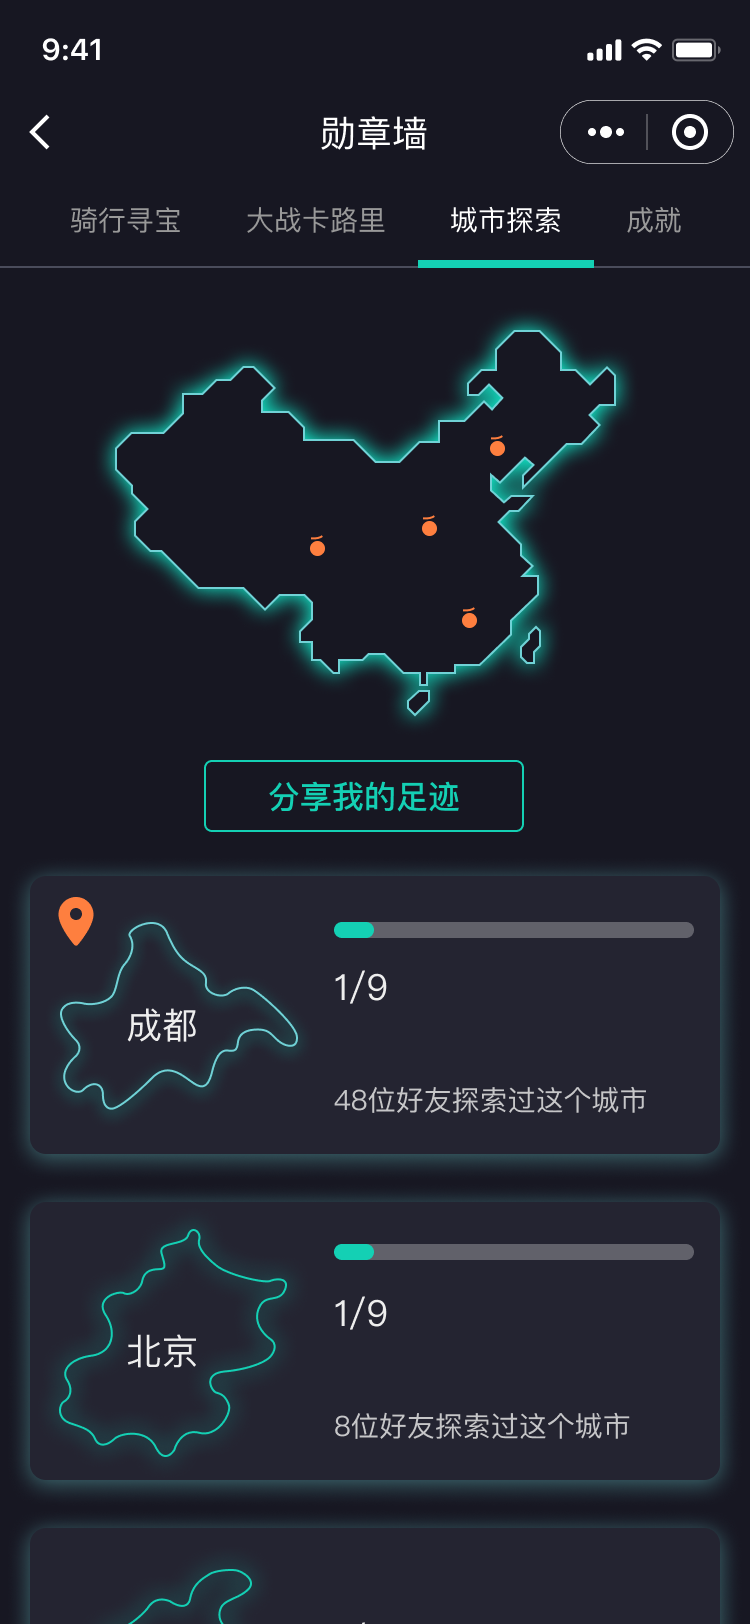 9:41
勋章墙
骑行寻宝
大战卡路里
城市探索
成就
分享我的足迹
成都
1/9
48位好友探索过这个城市
北京
1/9
8位好友探索过这个城市